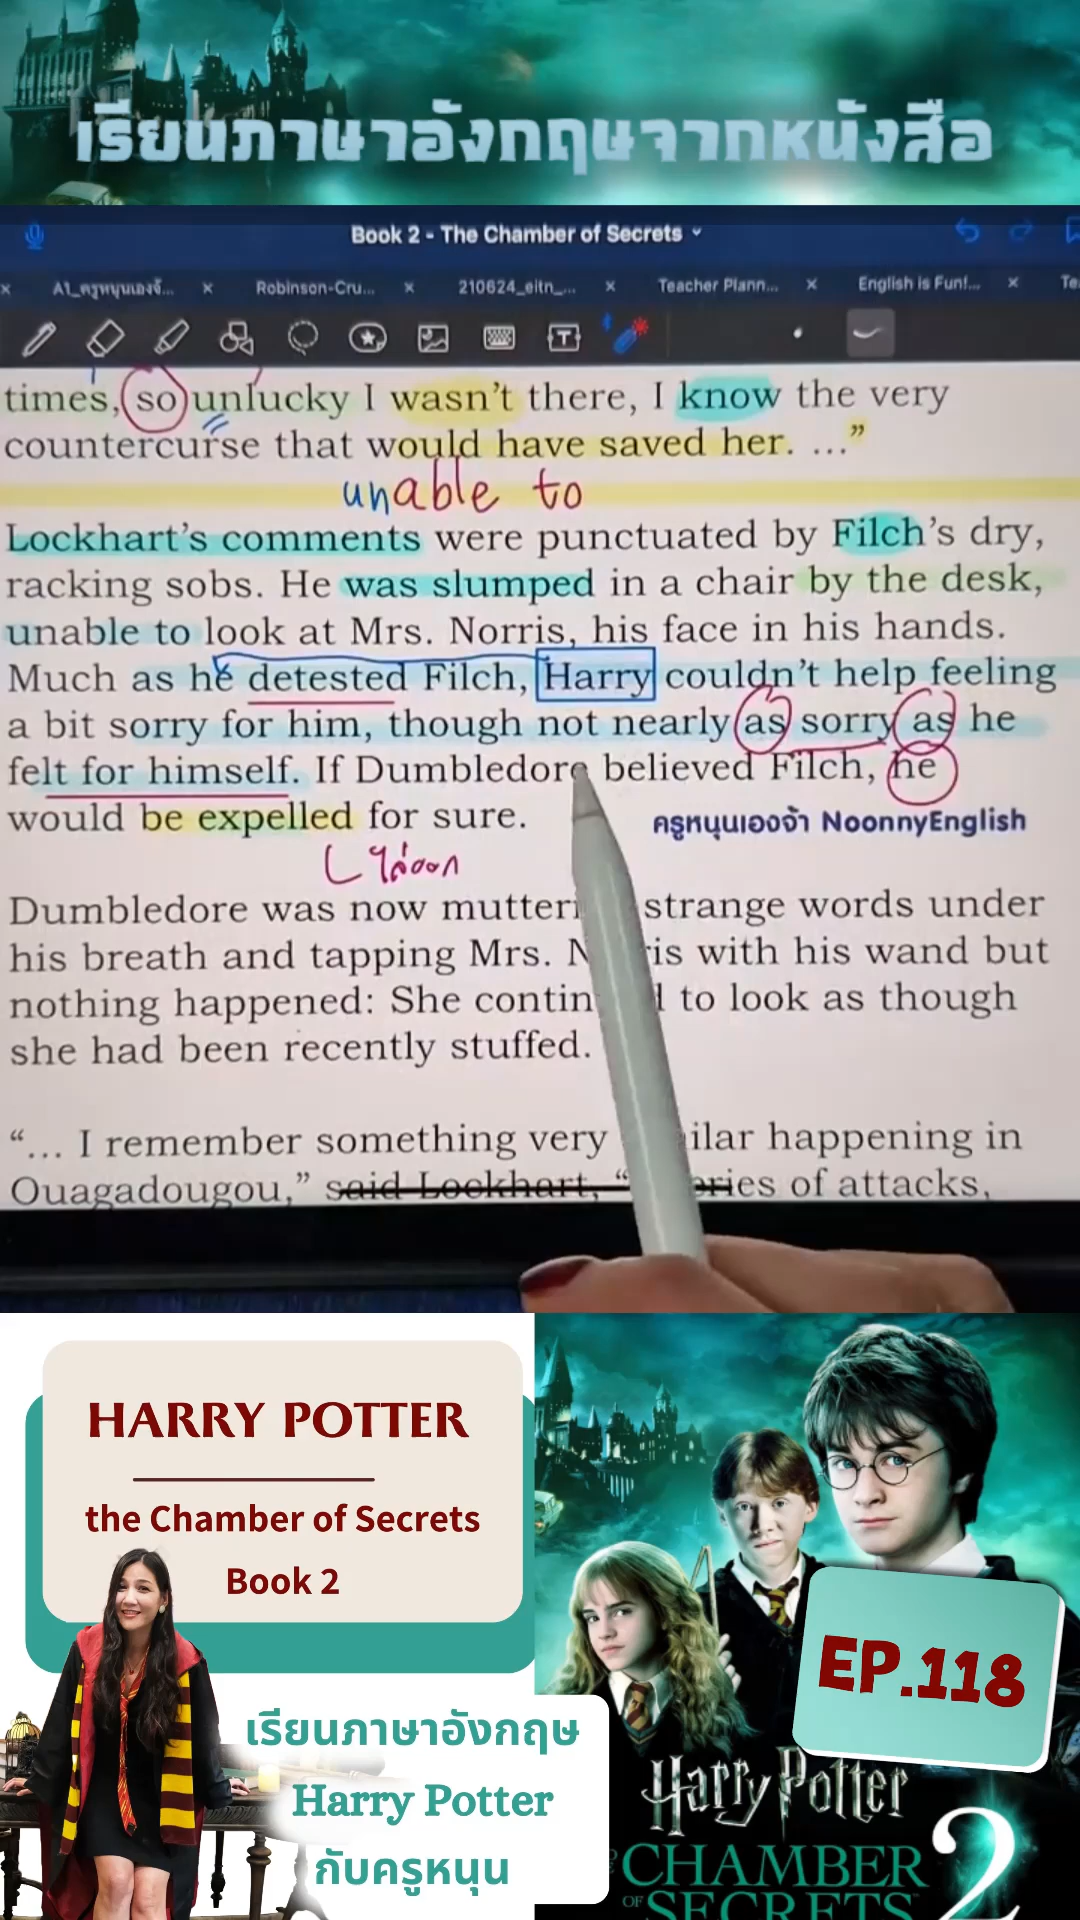 เรียนภาษาอังกฤษจากหนังสือ
Book 2 - The Chamber of Secrets
Robinson-Cru...
210624_eitn_...
Teacher Plann...
English is Fun!...
times, so unlucky I wasn't there, I know the very
countercurse that would have saved her. ...”
unable to
Lockhart's comments were punctuated by Filch's dry,
racking sobs. He was slumped in a chair by the desk,
unable to look at Mrs. Norris, his face in his hands.
Much as he detested Filch, Harry couldn't help feeling
a bit sorry for him, though not nearly as sorry as he
felt for himself. If Dumbledore believed Filch, he
would be expelled for sure.
ครูหนุนเองจ้า NoonnyEnglish
ไล่ออก
Dumbledore was now mutteri strange words under
his breath and tapping Mrs. N is with his wand but
nothing happened: She contin d to look as though
she had been recently stuffed.
“... I remember something very ilar happening in
Ouagadougou,” said Lockhart, “ ries of attacks,
HARRY POTTER
the Chamber of Secrets
Book 2
EP.118
เรียนภาษาอังกฤษ
Harry Potter
กับครูหนุน
Harry Potter
CHAMBER
OF SECRETS
2